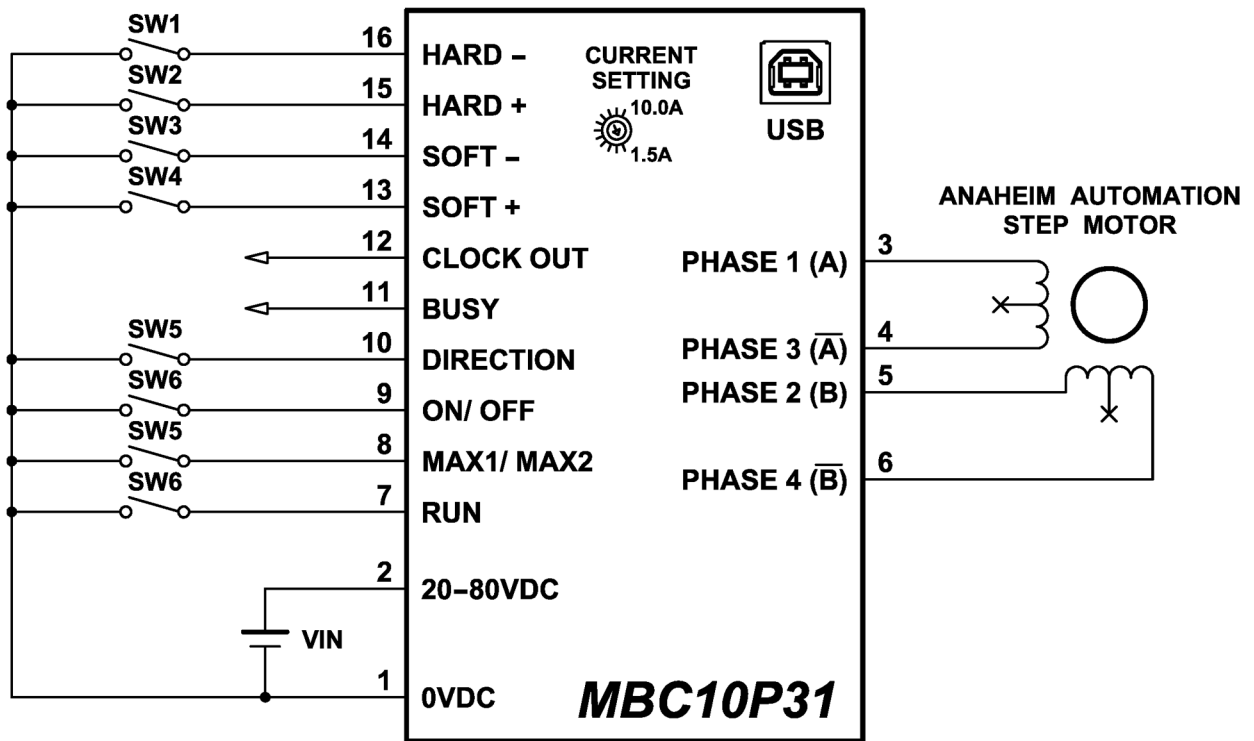 SW1
16
HARD –
SW2
15
HARD +
SW3
14
SOFT –
SW4
13
SOFT +
12
CLOCK OUT
11
BUSY
SW5
10
DIRECTION
SW6
9
ON/ OFF
SW5
8
MAX1/ MAX2
SW6
7
RUN
2
20–80VDC
VIN
1
0VDC
CURRENT
SETTING
10.0A
1.5A
USB
PHASE 1 (A)
3
PHASE 3 (A̅)
4
PHASE 2 (B)
5
PHASE 4 (B̅)
6
MBC10P31
ANAHEIM AUTOMATION
STEP MOTOR